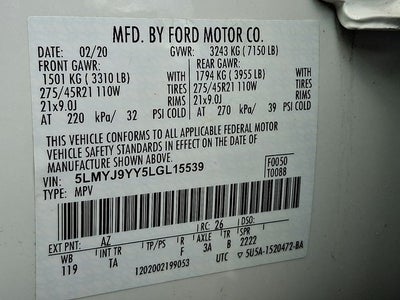 MFD. BY FORD MOTOR CO.
DATE: 02/20 GVWR: 3243 KG ( 7150 LB)
FRONT GAWR: REAR GAWR:
1501 KG ( 3310 LB) WITH 1794 KG ( 3955 LB) WITH
275/45R21 110W TIRES 275/45R21 110W TIRES
21x9.0J RIMS 21x9.0J RIMS
AT 220 kPa/ 32 PSI COLD AT 270 kPa/ 39 PSI COLD
THIS VEHICLE CONFORMS TO ALL APPLICABLE FEDERAL MOTOR
VEHICLE SAFETY STANDARDS IN EFFECT ON THE DATE OF
MANUFACTURE SHOWN ABOVE.
VIN: 5LMYJ9YY5LGL15539 F0050
TYPE: MPV T0088
EXT PNT: AZ RC: 26 DSO:
WB INT TR TP/PS R AXLE TR SPR
119 TA F 3A B 2222
1202002199053 UTC 5U5A-1520472-BA